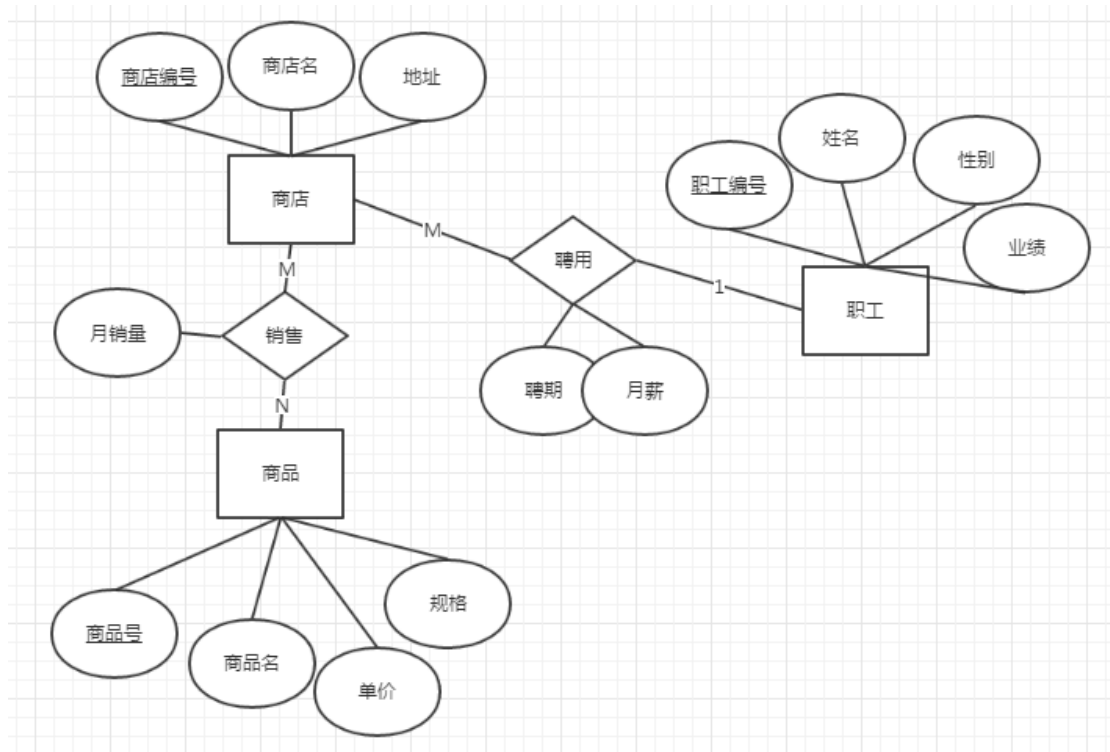 商店编号
商店名
地址
商店
M
聘用
1
职工编号
姓名
性别
业绩
职工
聘期
月薪
M
月销量
销售
N
商品
商品号
商品名
单价
规格